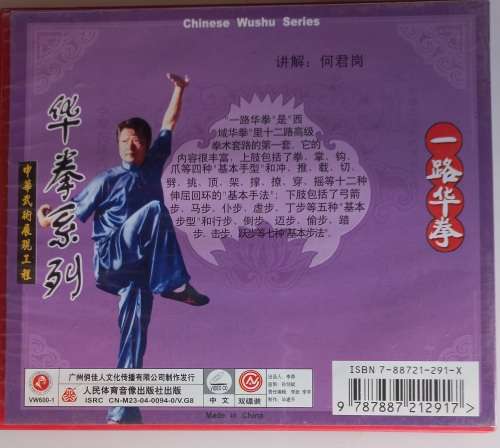 Chinese Wushu Series
讲解：何君岗
华拳系列
中华武术展现工程
一路华拳
一路华拳"是"西
域华拳"里十二路高级
拳术套路的第一套。它的
内容很丰富，上肢包括了拳、掌、钩、
爪等四种"基本手型"和冲、推、载、切、
劈、挑、顶、架、撑、撩、穿、摇等十二种
伸屈回环的"基本手法"；下肢包括了弓箭
步、马步、仆步、虚步、丁步等五种"基本
步型"和行步、倒步、迈步、偷步、踏
步、击步、跃步等七种"基本步法"。
VW600-1
广州俏佳人文化传播有限公司制作发行
人民体育音像出版社出版
ISRC CN-M23-04-0094-0/V.G8
VIDEO CD
中 文
双碟装
ISBN 7-88721-291-X
9 787887 212917 >
Made in China